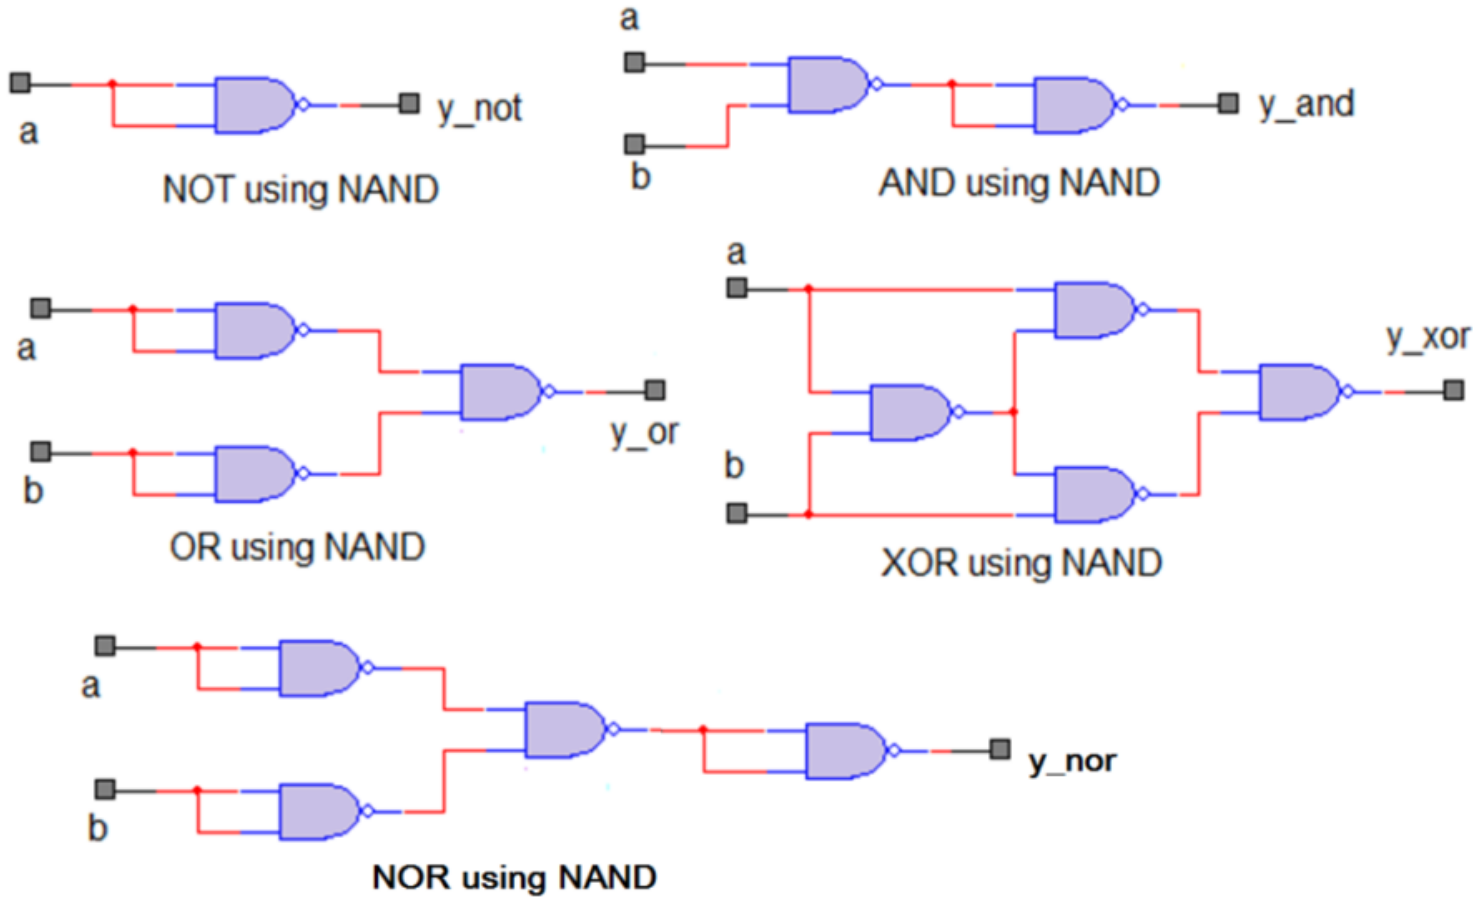 a
y_not
NOT using NAND
a
b
y_and
AND using NAND
a
b
y_or
OR using NAND
a
b
y_xor
XOR using NAND
a
b
y_nor
NOR using NAND